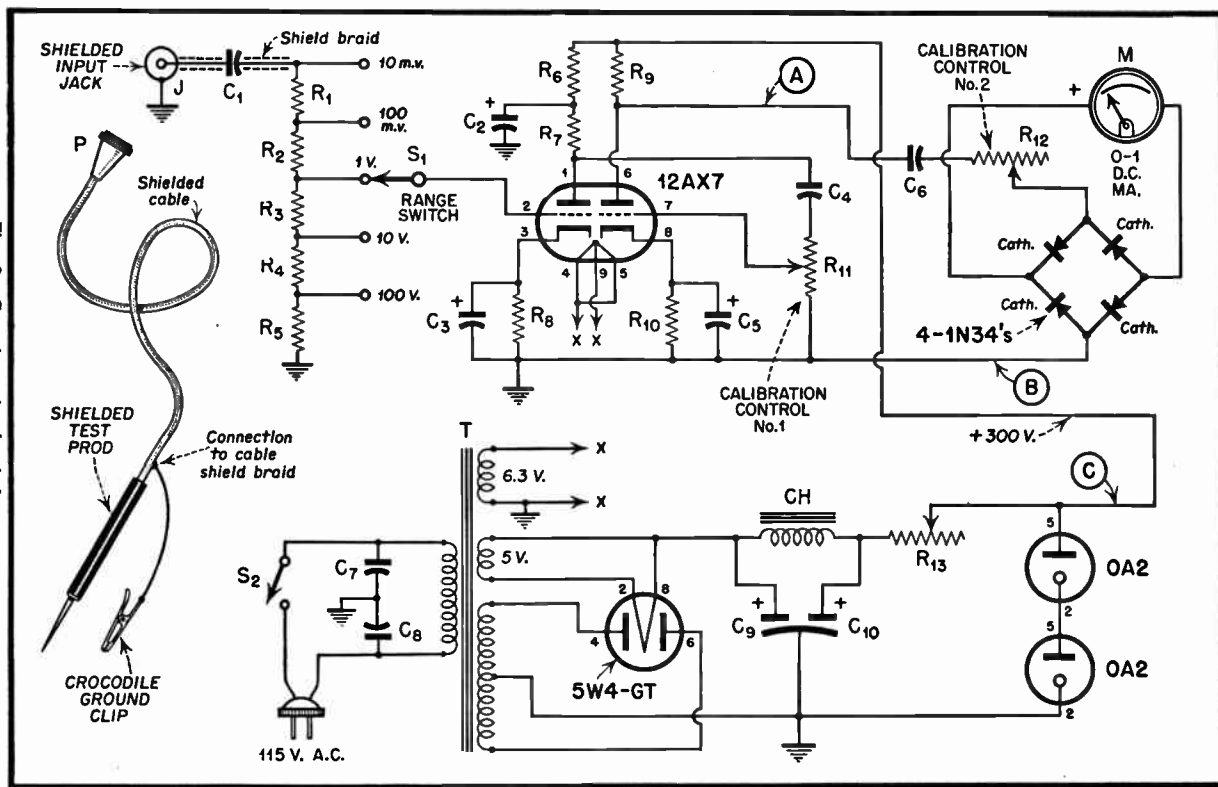 SHIELDED
INPUT
JACK
J
C1
Shield braid
10 m.v.
R1
100
m.v.
R2
1 V.
S1
RANGE
SWITCH
R3
10 V.
R4
100 V.
R5
P
Shielded
cable
SHIELDED
TEST
PROD
Connection
to cable
shield braid
CROCODILE
GROUND
CLIP
R6
R9
+
C2
R7
1
6
12AX7
2
7
3
8
4
9
5
+
C3
R8
X
X
R10
+
C5
C4
R11
CALIBRATION
CONTROL
No.1
A
CALIBRATION
CONTROL
No.2
M
+
R12
0-1
D.C.
MA.
C6
Cath.
Cath.
Cath.
Cath.
4-1N34's
B
+300 V.
C
T
X
6.3 V.
X
5 V.
S2
C7
C8
115 V. A.C.
2
8
4
6
5W4-GT
CH
+
+
C9
C10
R13
5
OA2
2
5
OA2
2